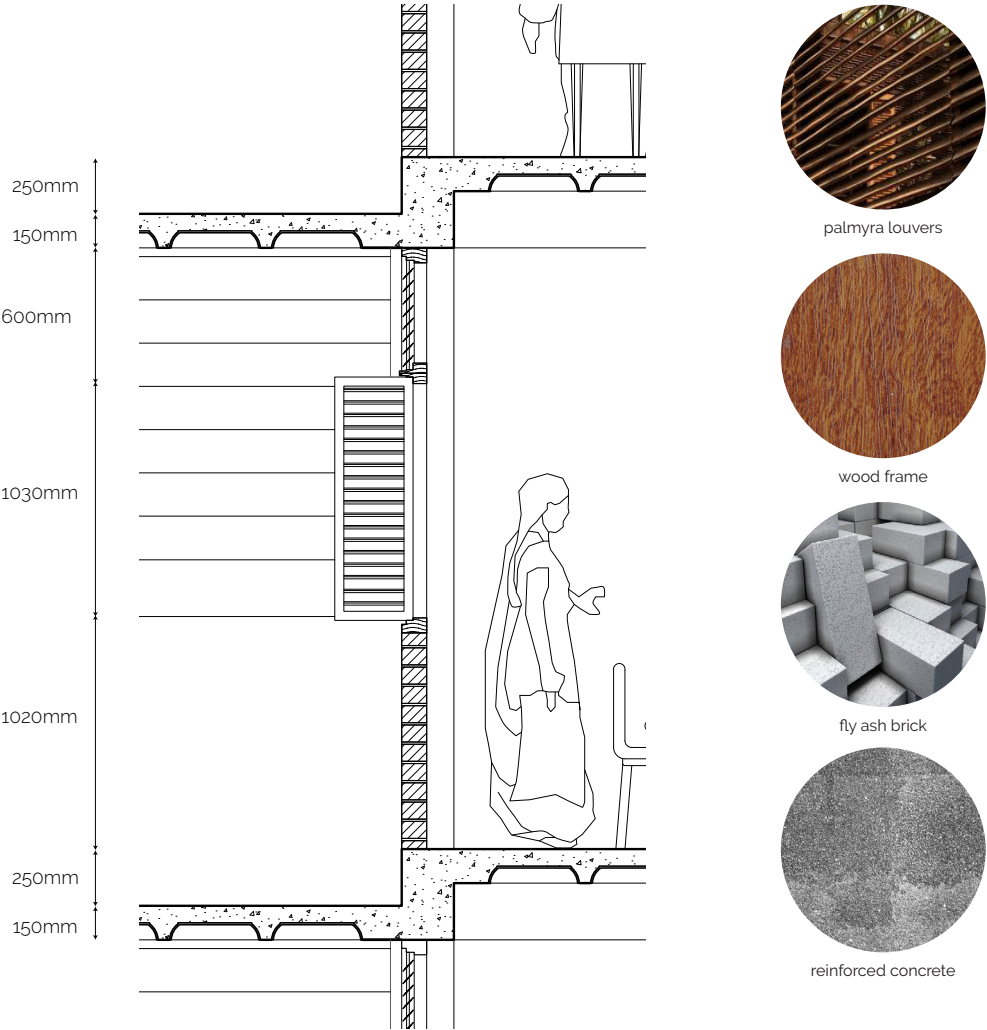 250mm
150mm
600mm
1030mm
1020mm
250mm
150mm
palmyra louvers
wood frame
fly ash brick
reinforced concrete